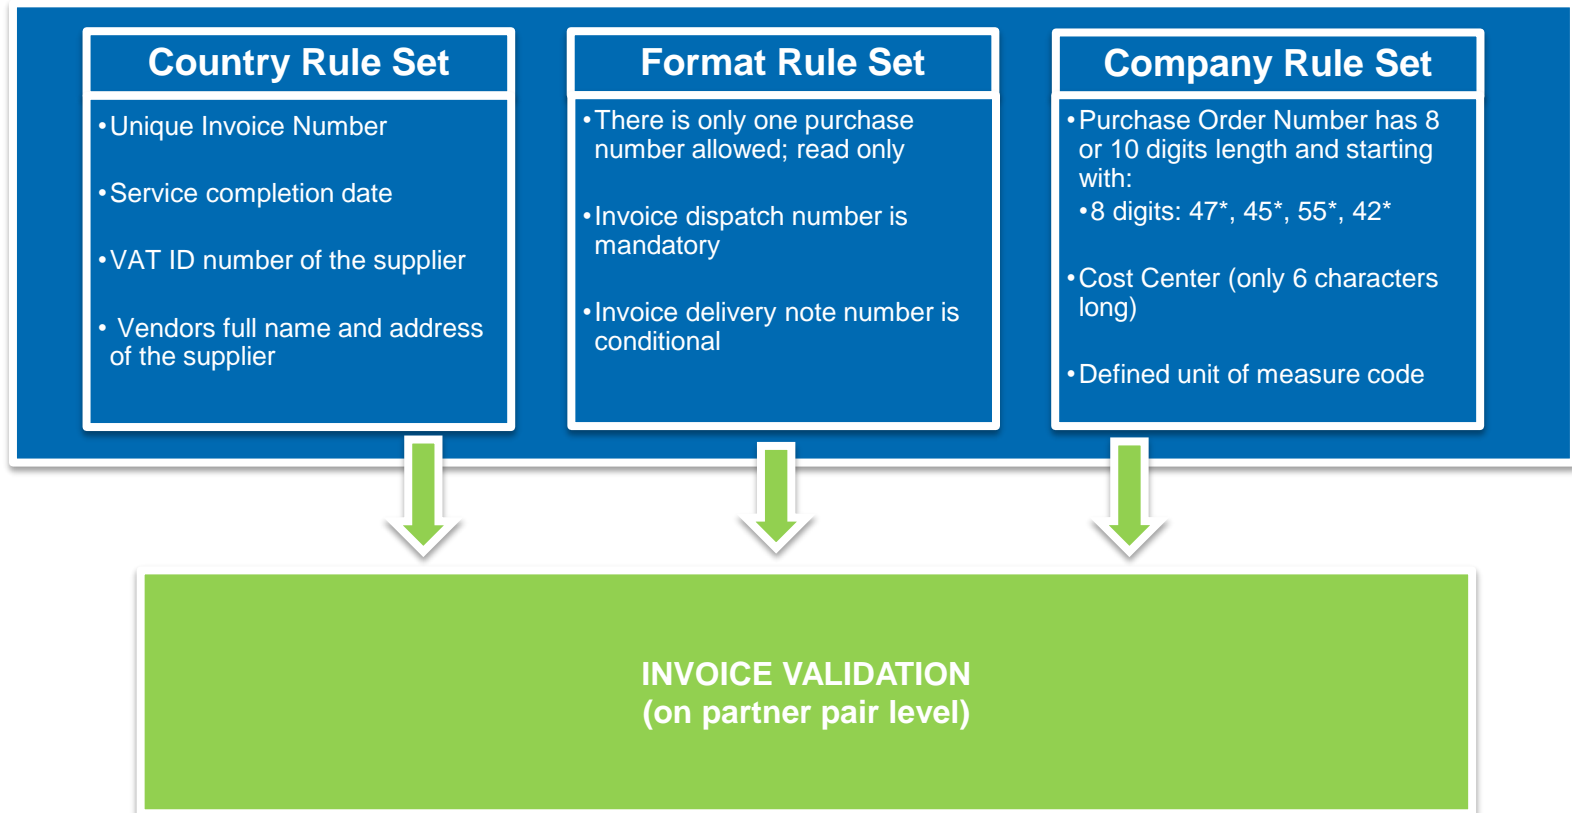 Country Rule Set
•Unique Invoice Number
•Service completion date
•VAT ID number of the supplier
• Vendors full name and address
of the supplier
Format Rule Set
•There is only one purchase
number allowed; read only
•Invoice dispatch number is
mandatory
•Invoice delivery note number is
conditional
Company Rule Set
•Purchase Order Number has 8
or 10 digits length and starting
with:
•8 digits: 47*, 45*, 55*, 42*
•Cost Center (only 6 characters
long)
•Defined unit of measure code
INVOICE VALIDATION
(on partner pair level)